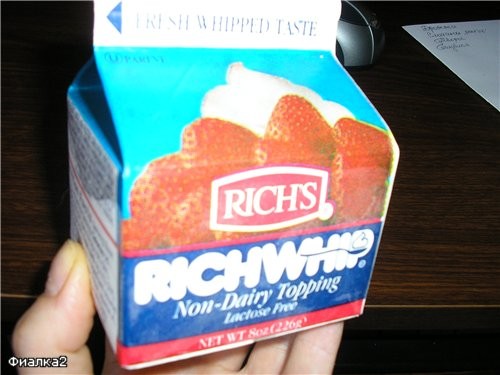 FRESH WHIPPED TASTE
RICH'S
RICHWHIP
Non-Dairy Topping
Lactose Free
NET WT 8oz (226g)
Фиалка2